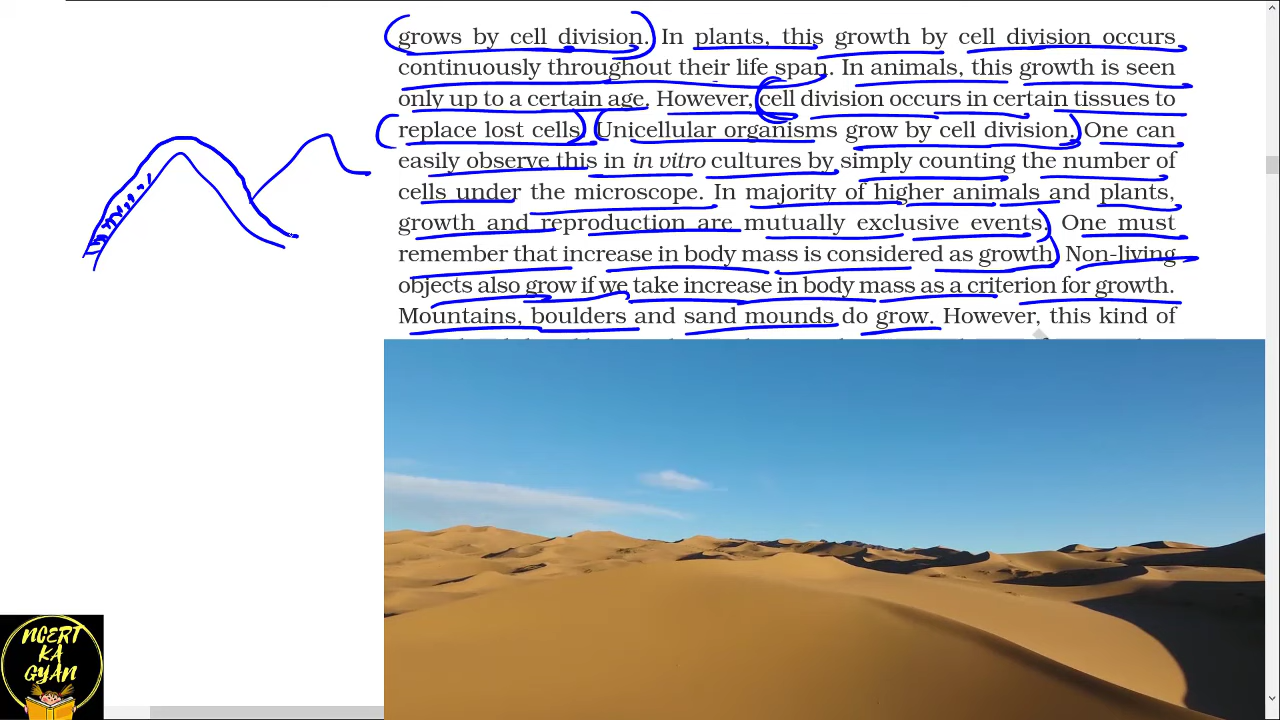 grows by cell division. In plants, this growth by cell division occurs
continuously throughout their life span. In animals, this growth is seen
only up to a certain age. However, cell division occurs in certain tissues to
replace lost cells. Unicellular organisms grow by cell division. One can
easily observe this in in vitro cultures by simply counting the number of
cells under the microscope. In majority of higher animals and plants,
growth and reproduction are mutually exclusive events. One must
remember that increase in body mass is considered as growth. Non-living
objects also grow if we take increase in body mass as a criterion for growth.
Mountains, boulders and sand mounds do grow. However, this kind of
NCERT
KA
GYAN